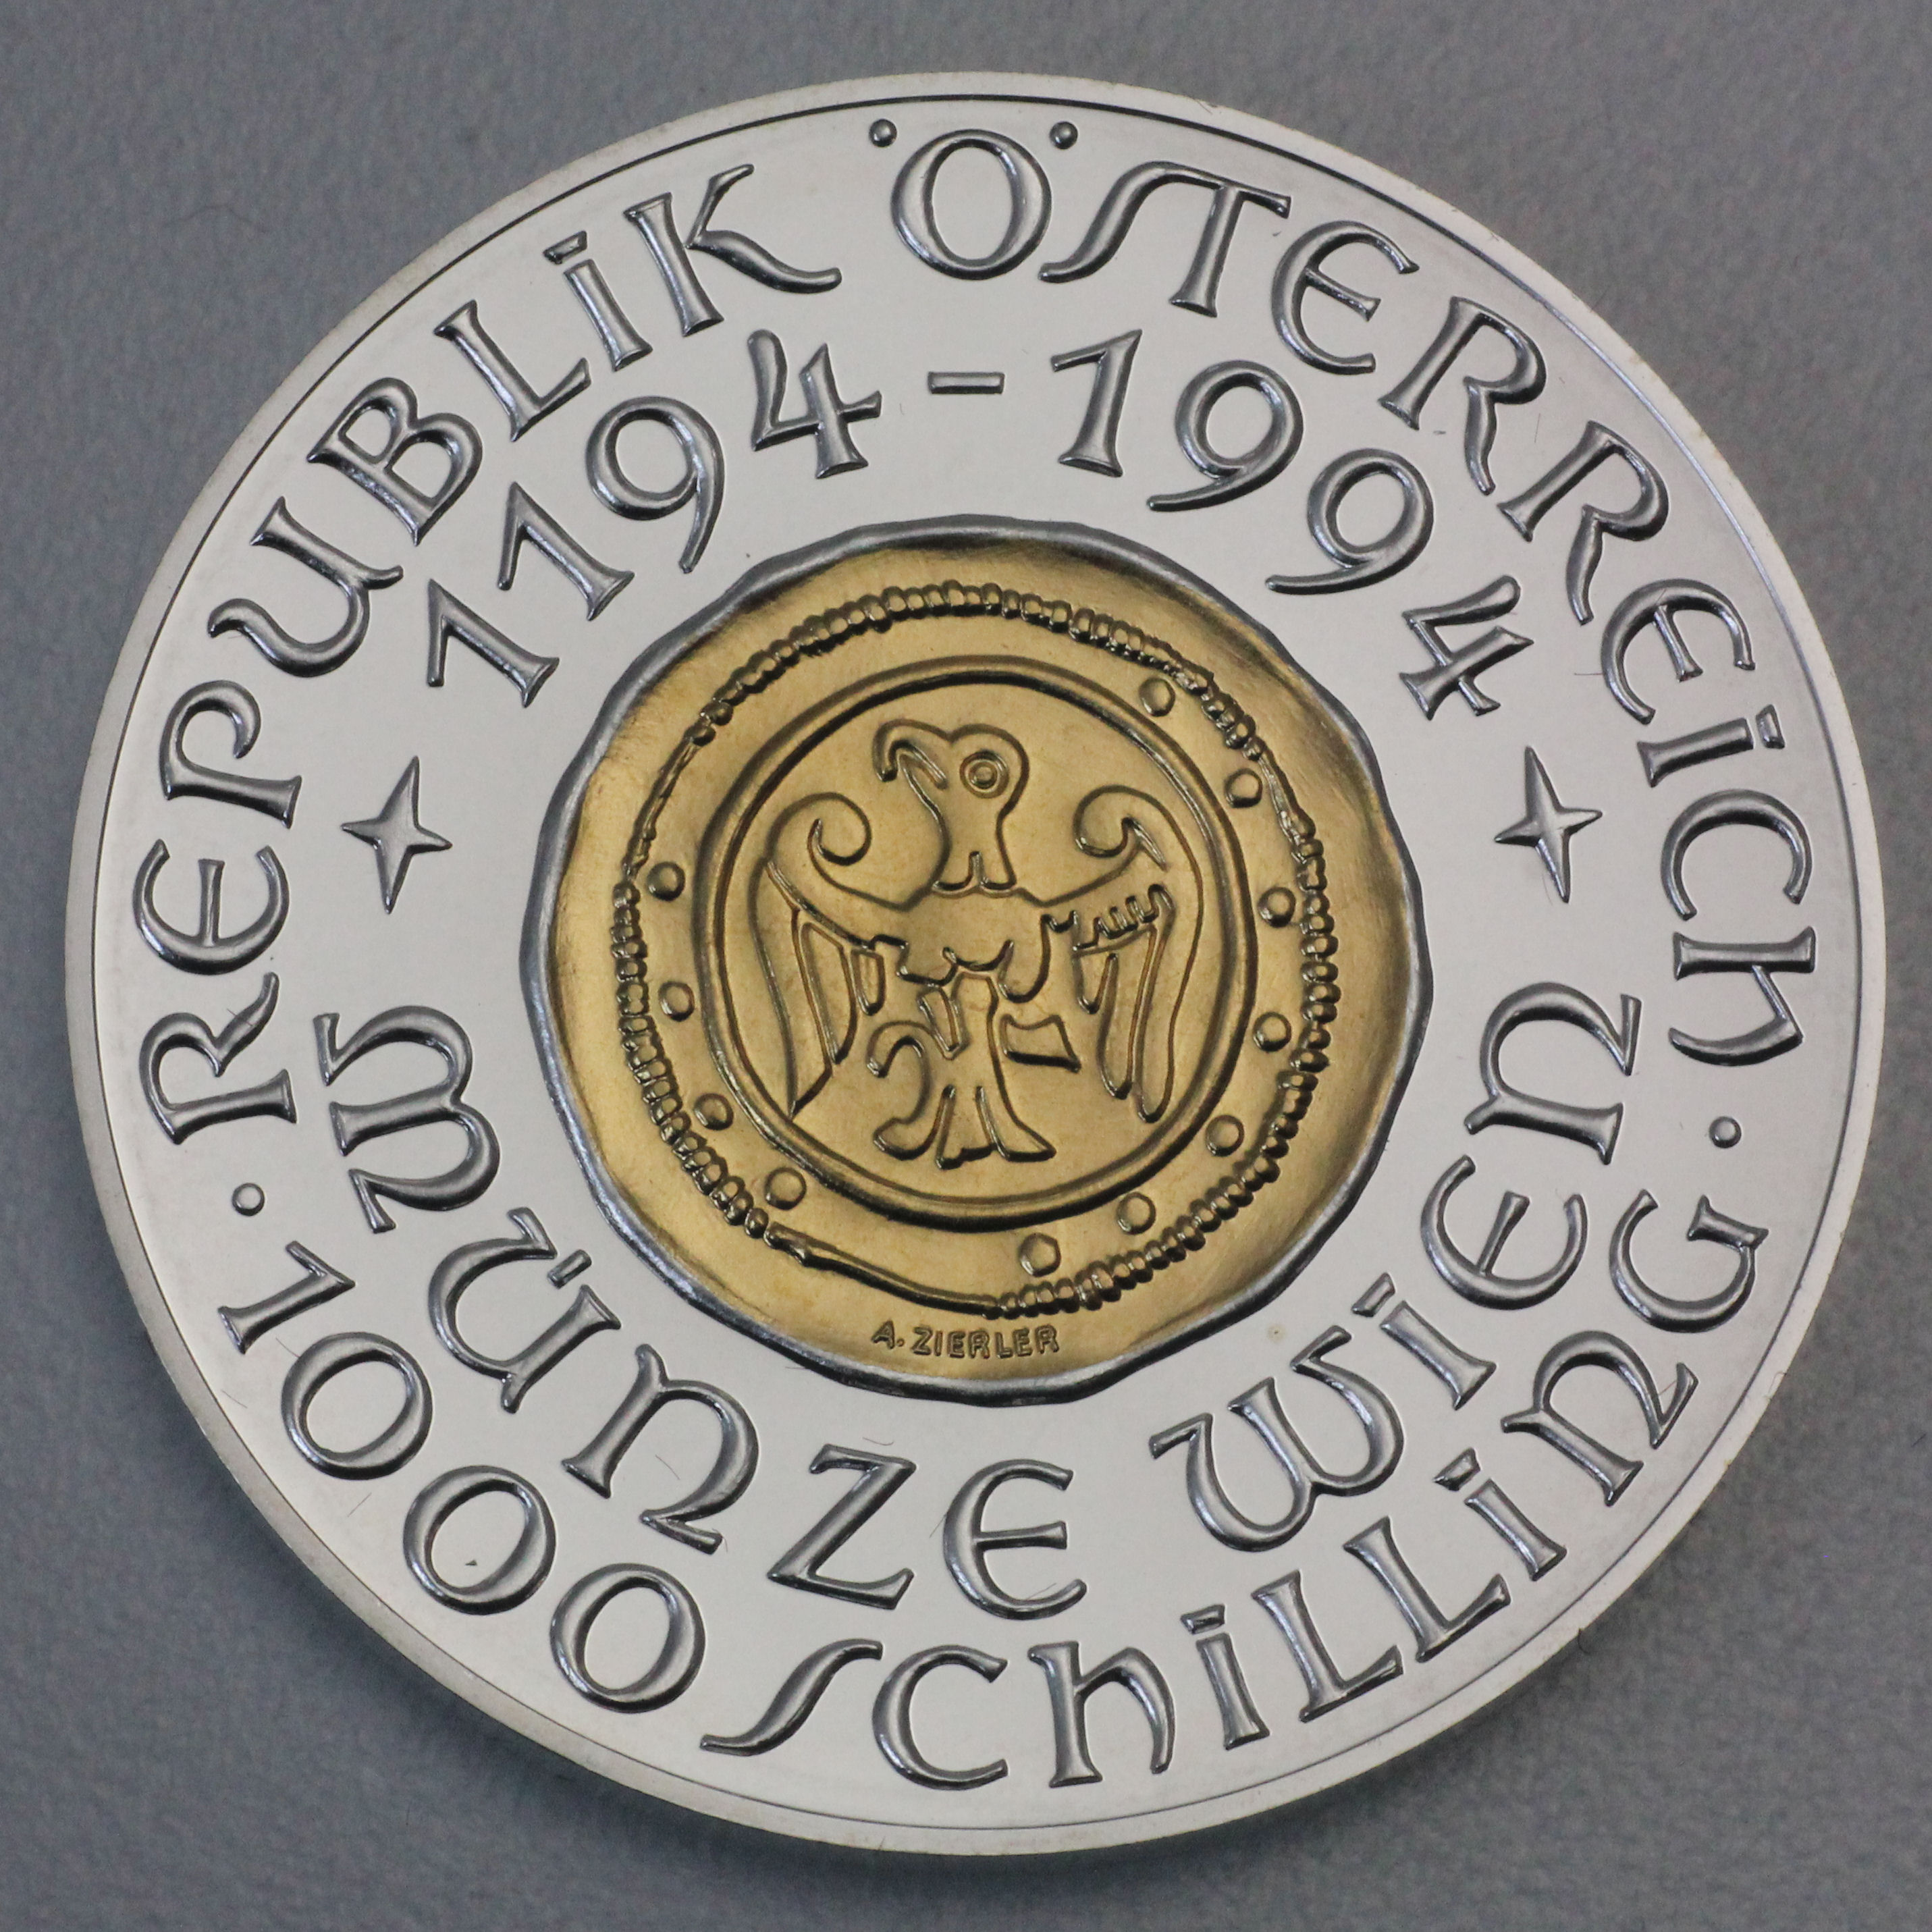 · REPUBLIK ÖSTERREICH ·
1000 SCHILLING
1194 - 1994
MÜNZE WIEN
A. ZIERLER